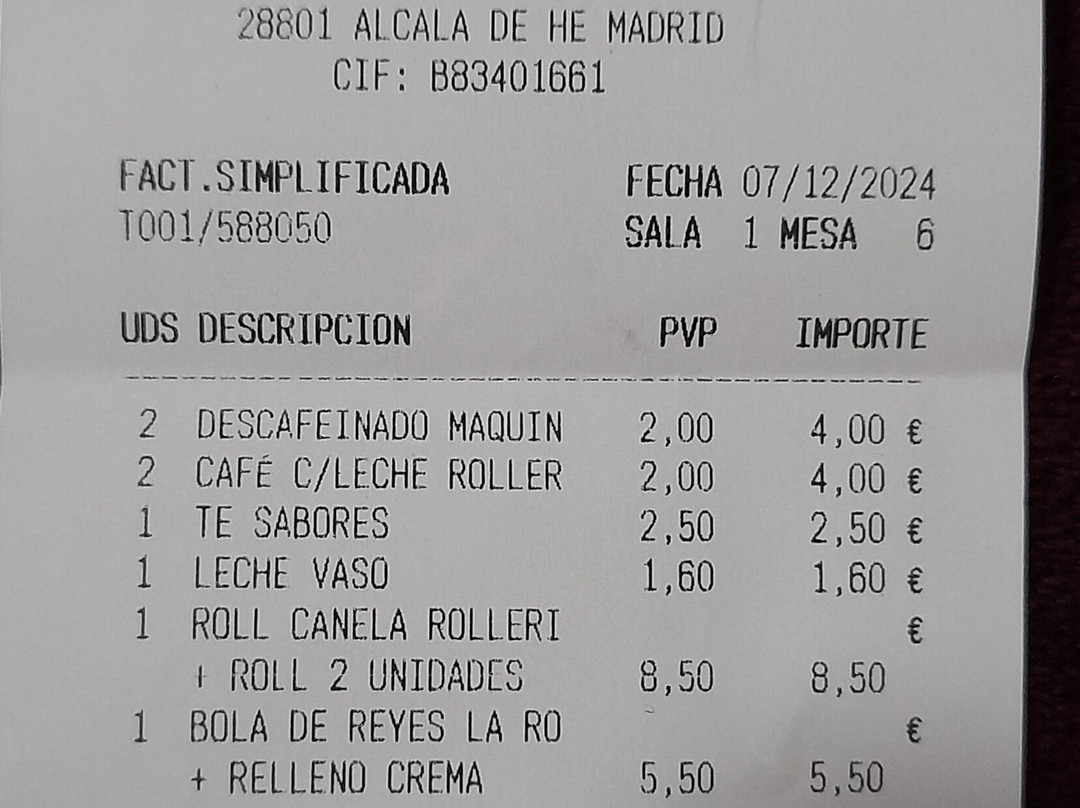 28801 ALCALA DE HE MADRID
CIF: B83401661
FACT.SIMPLIFICADA FECHA 07/12/2024
T001/588050 SALA 1 MESA 6
UDS DESCRIPCION PVP IMPORTE
2 DESCAFEINADO MAQUIN 2,00 4,00 €
2 CAFÉ C/LECHE ROLLER 2,00 4,00 €
1 TE SABORES 2,50 2,50 €
1 LECHE VASO 1,60 1,60 €
1 ROLL CANELA ROLLERI €
+ ROLL 2 UNIDADES 8,50 8,50
1 BOLA DE REYES LA RO €
+ RELLENO CREMA 5,50 5,50